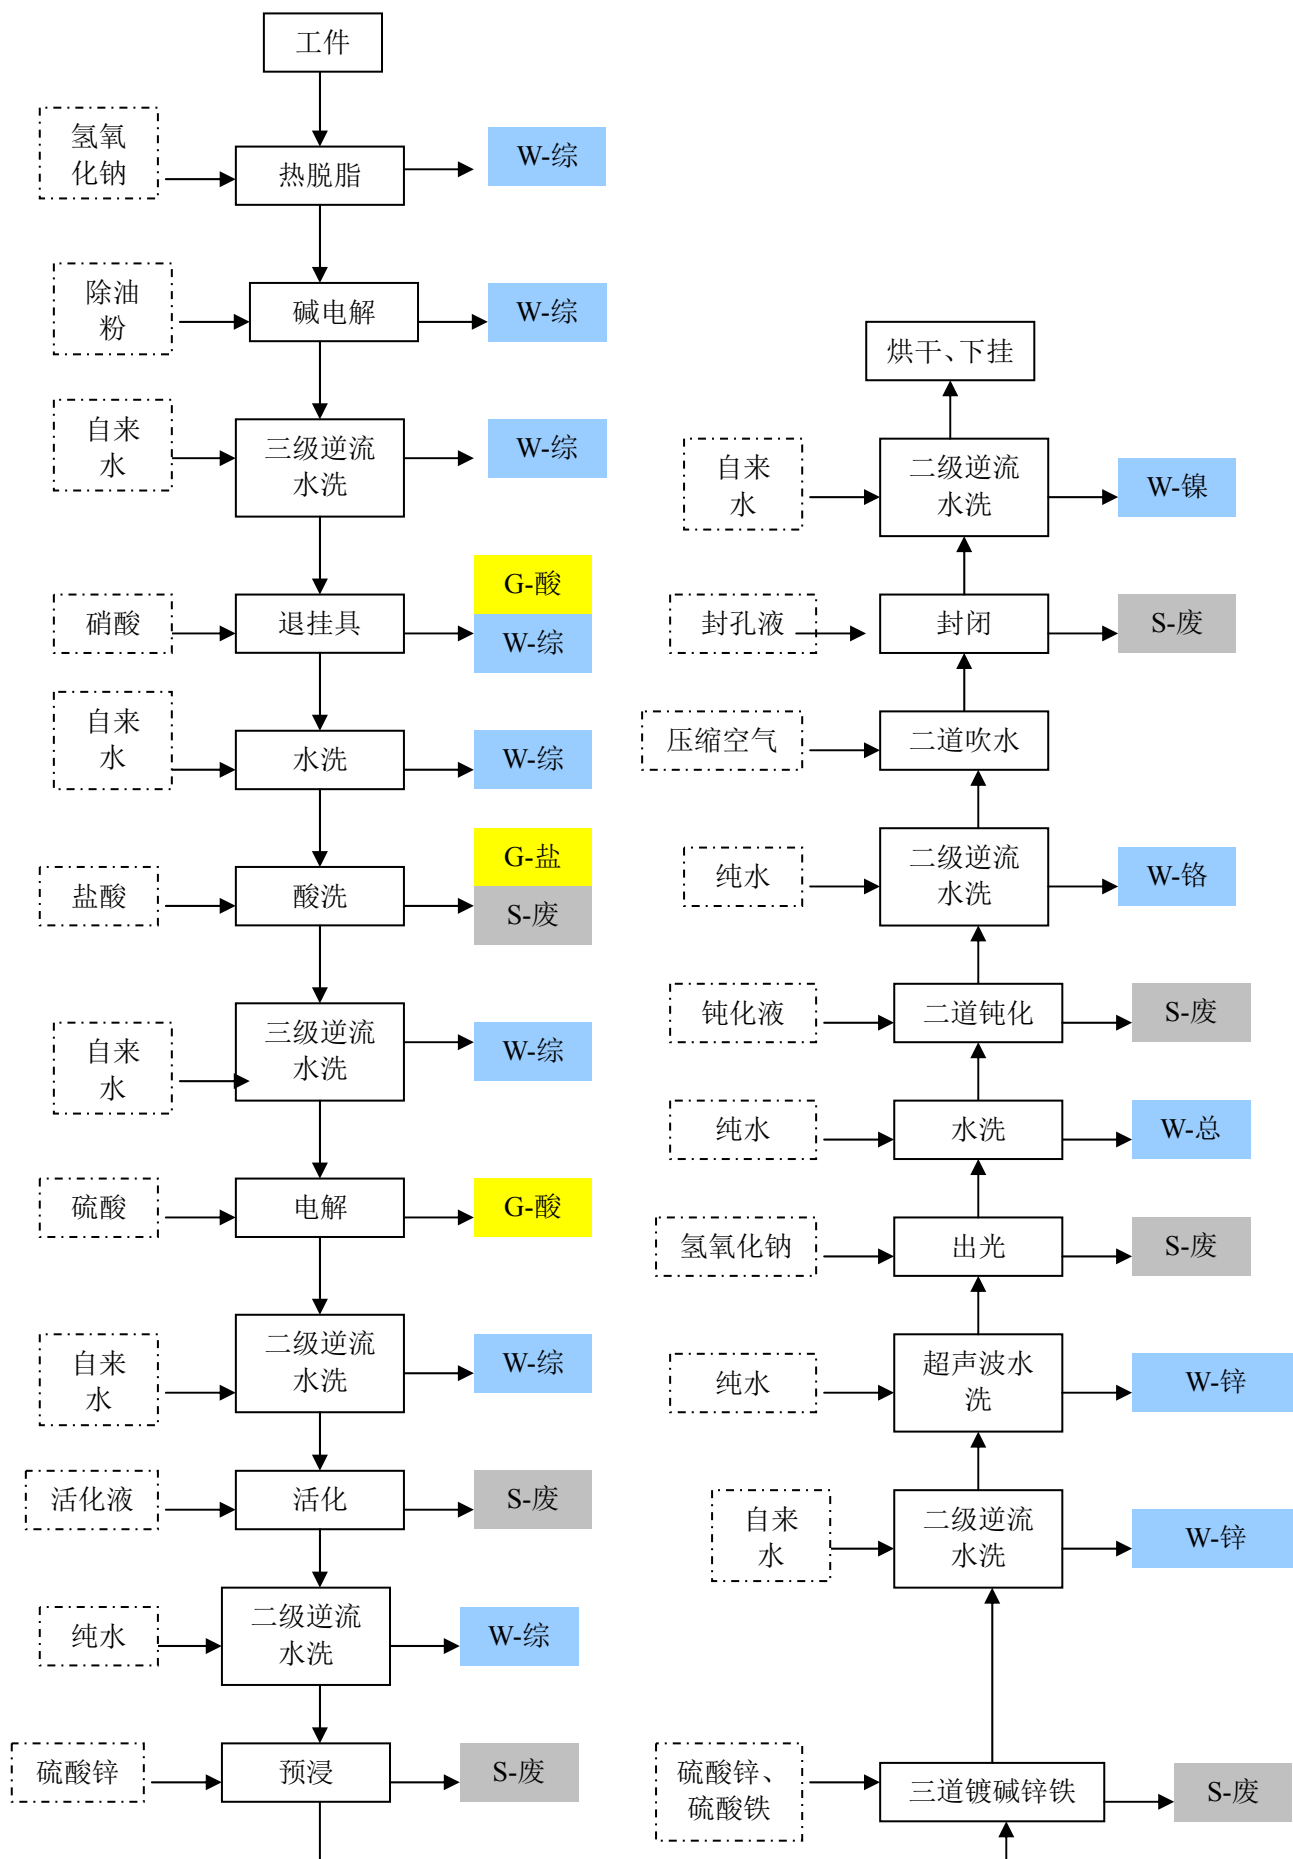 工件
氢氧
化钠
热脱脂
W-综
除油
粉
碱电解
W-综
自来
水
三级逆流
水洗
W-综
硝酸
退挂具
G-酸
W-综
自来
水
水洗
W-综
盐酸
酸洗
G-盐
S-废
自来
水
三级逆流
水洗
W-综
硫酸
电解
G-酸
自来
水
二级逆流
水洗
W-综
活化液
活化
S-废
纯水
二级逆流
水洗
W-综
硫酸锌
预浸
S-废
烘干、下挂
自来
水
二级逆流
水洗
W-镍
封孔液
封闭
S-废
压缩空气
二道吹水
纯水
二级逆流
水洗
W-铬
钝化液
二道钝化
S-废
纯水
水洗
W-总
氢氧化钠
出光
S-废
纯水
超声波水
洗
W-锌
自来
水
二级逆流
水洗
W-锌
硫酸锌、
硫酸铁
三道镀碱锌铁
S-废